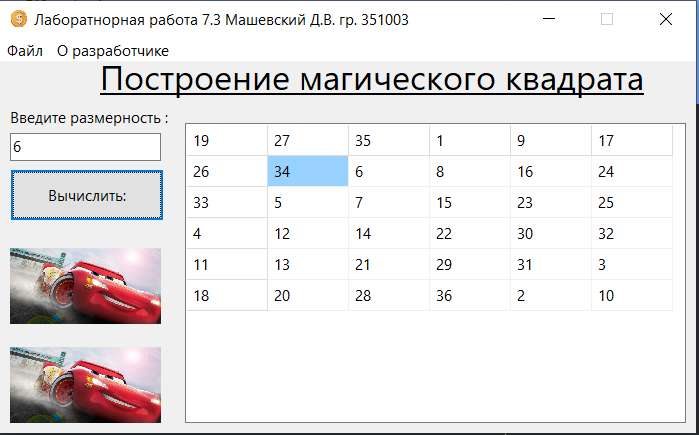 Лаборатнорная работа 7.3 Машевский Д.В. гр. 351003
Файл О разработчике
Построение магического квадрата
Введите размерность :
6
Вычислить:
19 27 35 1 9 17
26 34 6 8 16 24
33 5 7 15 23 25
4 12 14 22 30 32
11 13 21 29 31 3
18 20 28 36 2 10